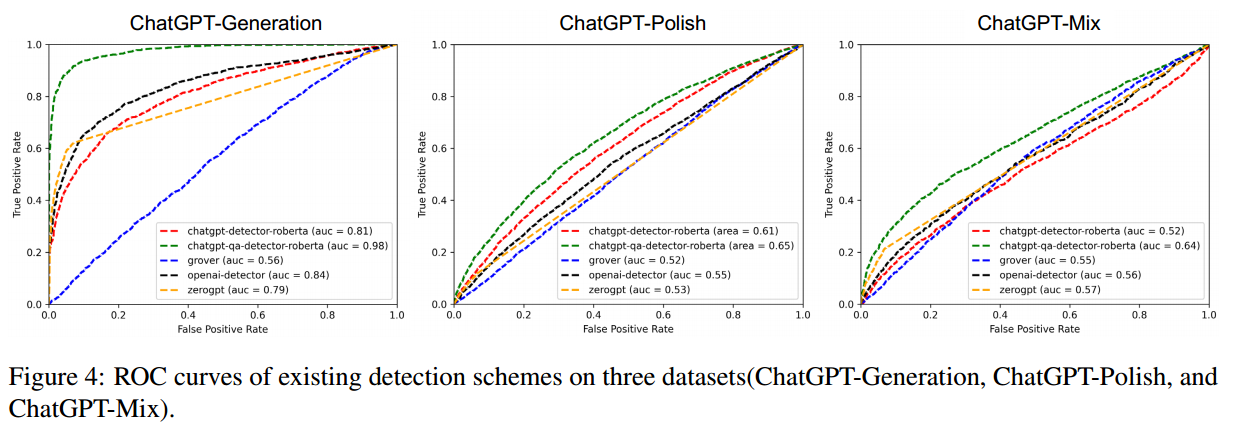 ChatGPT-Generation
1.0
0.8
0.6
0.4
0.2
0.0
True Positive Rate
chatgpt-detector-roberta (auc = 0.81)
chatgpt-qa-detector-roberta (auc = 0.98)
grover (auc = 0.56)
openai-detector (auc = 0.84)
zerogpt (auc = 0.79)
0.0 0.2 0.4 0.6 0.8 1.0
False Positive Rate
ChatGPT-Polish
1.0
0.8
0.6
0.4
0.2
0.0
True Positive Rate
chatgpt-detector-roberta (area = 0.61)
chatgpt-qa-detector-roberta (area = 0.65)
grover (auc = 0.52)
openai-detector (auc = 0.55)
zerogpt (auc = 0.53)
0.0 0.2 0.4 0.6 0.8 1.0
False Positive Rate
ChatGPT-Mix
1.0
0.8
0.6
0.4
0.2
0.0
True Positive Rate
chatgpt-detector-roberta (auc = 0.52)
chatgpt-qa-detector-roberta (auc = 0.64)
grover (auc = 0.55)
openai-detector (auc = 0.56)
zerogpt (auc = 0.57)
0.0 0.2 0.4 0.6 0.8 1.0
False Positive Rate
Figure 4: ROC curves of existing detection schemes on three datasets(ChatGPT-Generation, ChatGPT-Polish, and
ChatGPT-Mix).